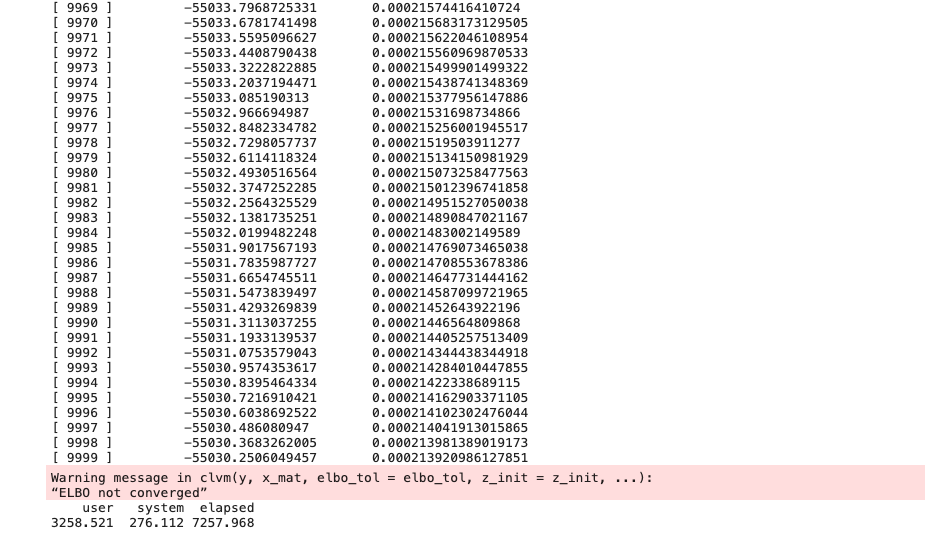 [ 9969 ] -55033.7968725331 0.00021574416410724
[ 9970 ] -55033.6781741498 0.000215683173129505
[ 9971 ] -55033.5595096627 0.000215622046108954
[ 9972 ] -55033.4408790438 0.000215560969870533
[ 9973 ] -55033.3222822885 0.000215499901499322
[ 9974 ] -55033.2037194471 0.000215438741348369
[ 9975 ] -55033.085190313 0.000215377956147886
[ 9976 ] -55032.966694987 0.00021531698734866
[ 9977 ] -55032.8482334782 0.000215256001945517
[ 9978 ] -55032.7298057737 0.00021519503911277
[ 9979 ] -55032.6114118324 0.000215134150981929
[ 9980 ] -55032.4930516564 0.000215073258477563
[ 9981 ] -55032.3747252285 0.000215012396741858
[ 9982 ] -55032.2564325529 0.000214951527050038
[ 9983 ] -55032.1381735251 0.000214890847021167
[ 9984 ] -55032.0199482248 0.00021483002149589
[ 9985 ] -55031.9017567193 0.000214769073465038
[ 9986 ] -55031.7835987727 0.000214708553678386
[ 9987 ] -55031.6654745511 0.000214647731444162
[ 9988 ] -55031.5473839497 0.000214587099721965
[ 9989 ] -55031.4293269839 0.00021452643922196
[ 9990 ] -55031.3113037255 0.00021446564809868
[ 9991 ] -55031.1933139537 0.000214405257513409
[ 9992 ] -55031.0753579043 0.000214344438344918
[ 9993 ] -55030.9574353617 0.000214284010447855
[ 9994 ] -55030.8395464334 0.00021422338689115
[ 9995 ] -55030.7216910421 0.000214162903371105
[ 9996 ] -55030.6038692522 0.000214102302476044
[ 9997 ] -55030.486080947 0.000214041913015865
[ 9998 ] -55030.3683262005 0.000213981389019173
[ 9999 ] -55030.2506049457 0.000213920986127851
Warning message in clvm(y, x_mat, elbo_tol = elbo_tol, z_init = z_init, ...):
“ELBO not converged”
user system elapsed
3258.521 276.112 7257.968